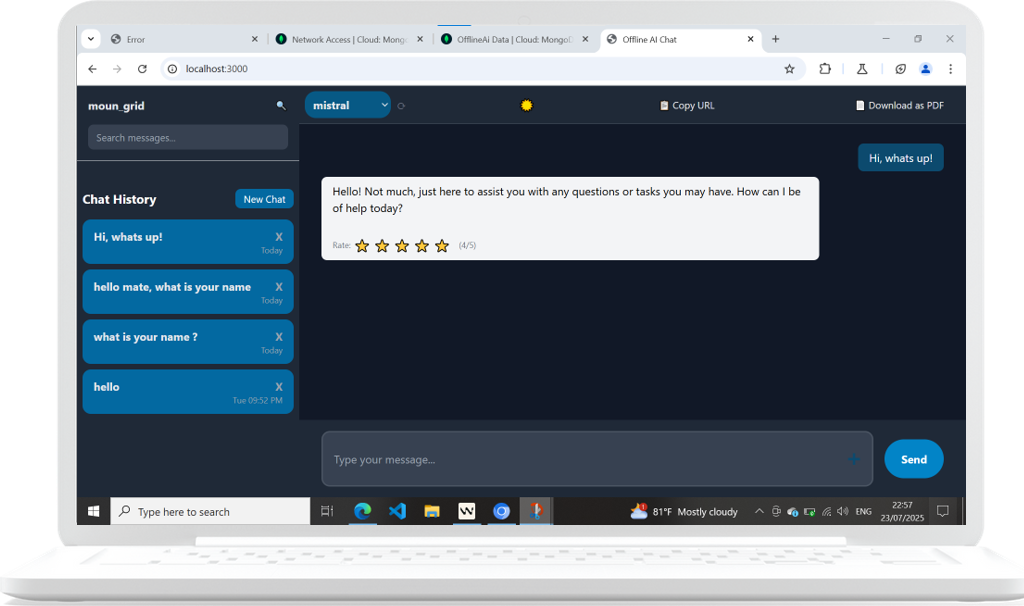 Error
Network Access | Cloud: Mongo
OfflineAi Data | Cloud: MongoD
Offline AI Chat
localhost:3000
moun_grid
mistral
Copy URL
Download as PDF
Search messages...
Hi, whats up!
Chat History
New Chat
Hello! Not much, just here to assist you with any questions or tasks you may have. How can I be
of help today?
Rate:
(4/5)
Hi, whats up!
X
Today
hello mate, what is your name
X
Today
what is your name ?
X
Today
hello
X
Tue 09:52 PM
Type your message...
Send
Type here to search
W
1
81°F Mostly cloudy
ENG
22:57
23/07/2025